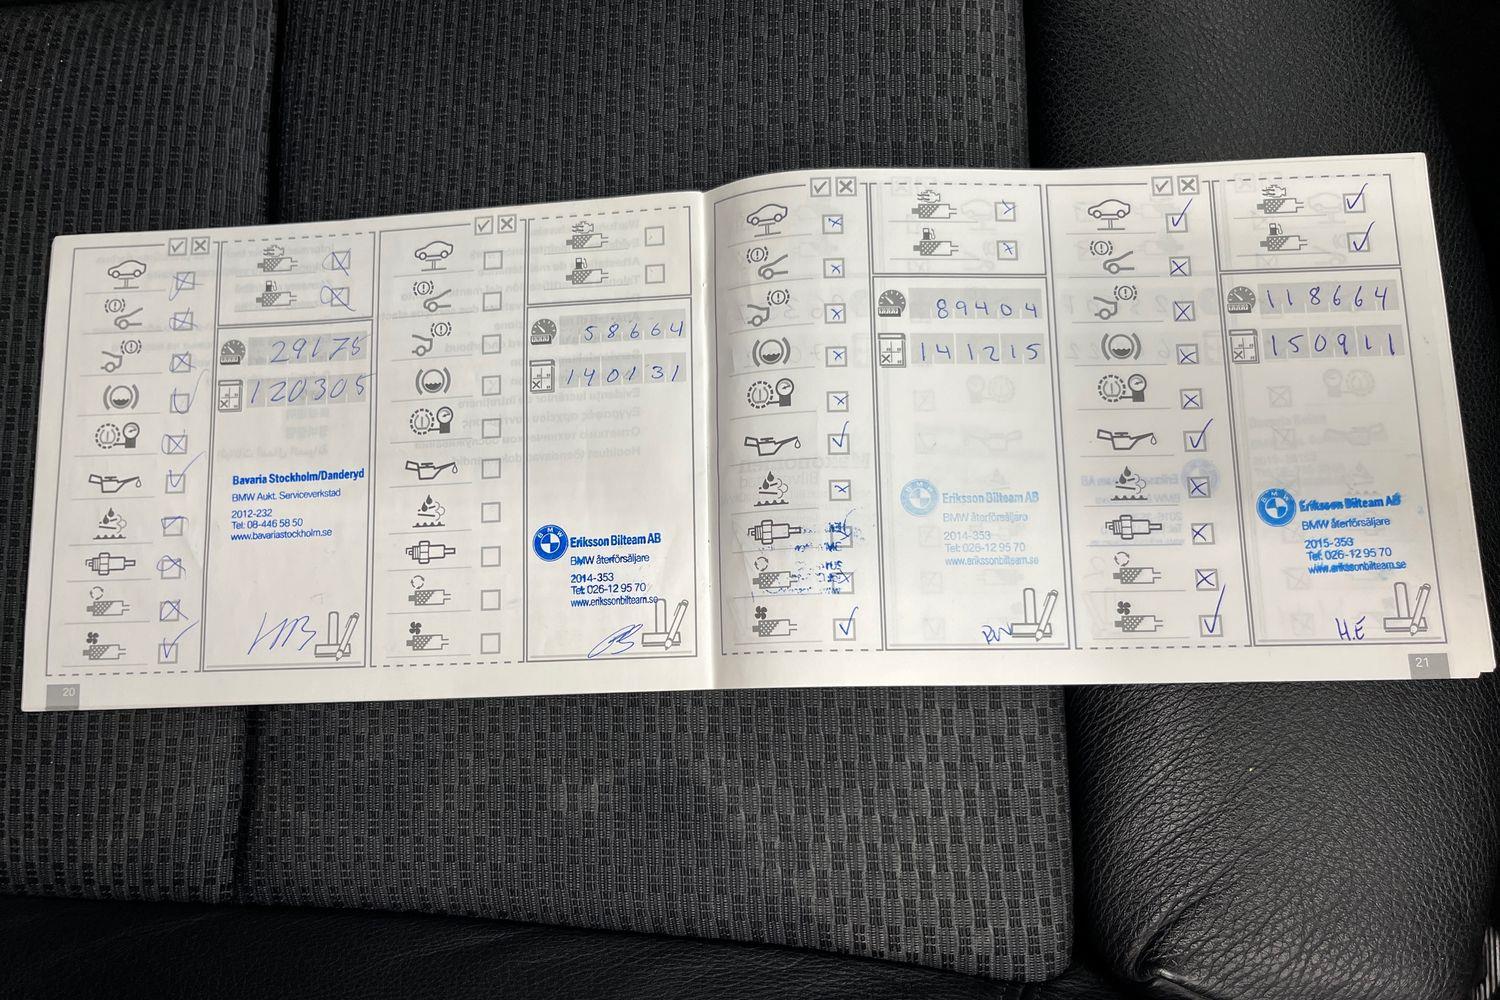 29175
120305
Bavaria Stockholm/Danderyd
BMW Aukt. Serviceverkstad
2012-232
Tel: 08-446 58 50
www.bavariastockholm.se
20
58664
140131
BMW
Eriksson Bilteam AB
BMW återförsäljare
2014-353
Tel: 026-12 95 70
www.erikssonbilteam.se
89404
141215
Eriksson Bilteam AB
BMW återförsäljare
2014-353
Tel: 026-12 95 70
www.erikssonbilteam.se
118664
150911
BMW
Eriksson Bilteam AB
BMW återförsäljare
2015-353
Tel: 026-12 95 70
www.erikssonbilteam.se
H.E
21